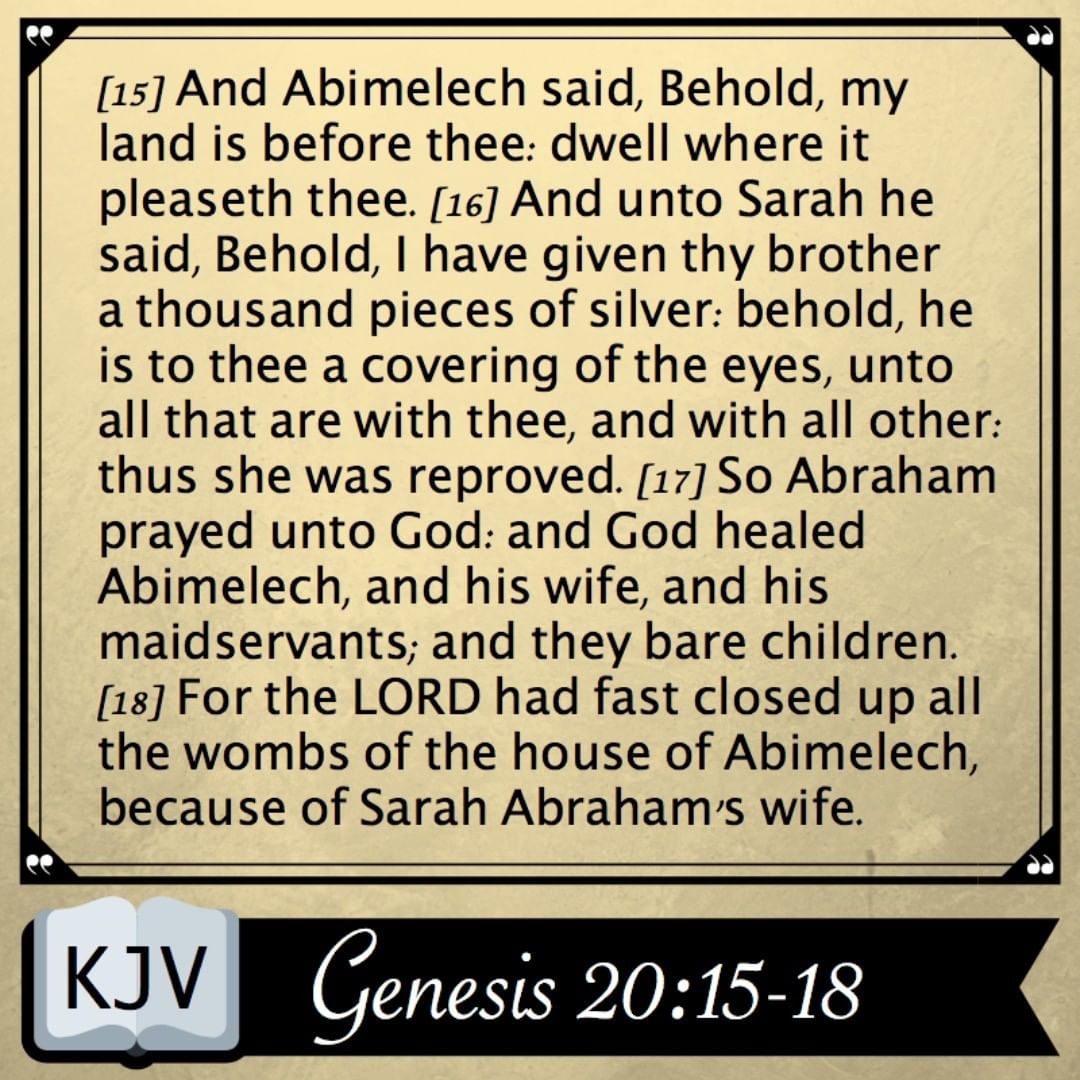 [15] And Abimelech said, Behold, my
land is before thee: dwell where it
pleaseth thee. [16] And unto Sarah he
said, Behold, I have given thy brother
a thousand pieces of silver: behold, he
is to thee a covering of the eyes, unto
all that are with thee, and with all other:
thus she was reproved. [17] So Abraham
prayed unto God: and God healed
Abimelech, and his wife, and his
maidservants; and they bare children.
[18] For the LORD had fast closed up all
the wombs of the house of Abimelech,
because of Sarah Abraham's wife.
KJV
Genesis 20:15-18